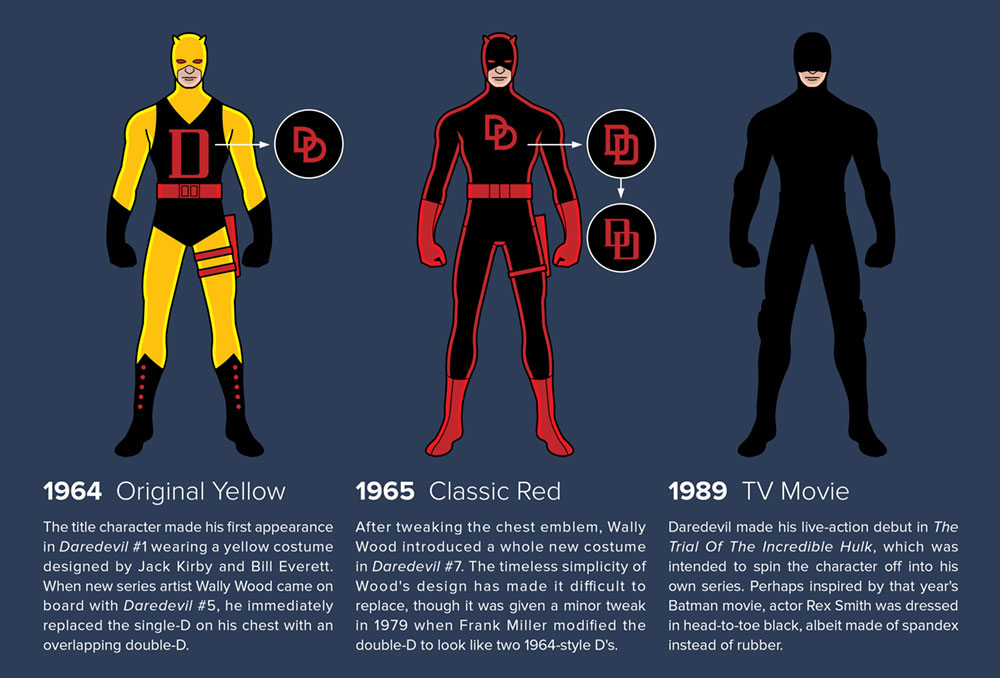 D
DD
DD
DD
DD
1964 Original Yellow
The title character made his first appearance
in Daredevil #1 wearing a yellow costume
designed by Jack Kirby and Bill Everett.
When new series artist Wally Wood came on
board with Daredevil #5, he immediately
replaced the single-D on his chest with an
overlapping double-D.
1965 Classic Red
After tweaking the chest emblem, Wally
Wood introduced a whole new costume
in Daredevil #7. The timeless simplicity of
Wood's design has made it difficult to
replace, though it was given a minor tweak
in 1979 when Frank Miller modified the
double-D to look like two 1964-style D's.
1989 TV Movie
Daredevil made his live-action debut in The
Trial Of The Incredible Hulk, which was
intended to spin the character off into his
own series. Perhaps inspired by that year's
Batman movie, actor Rex Smith was dressed
in head-to-toe black, albeit made of spandex
instead of rubber.